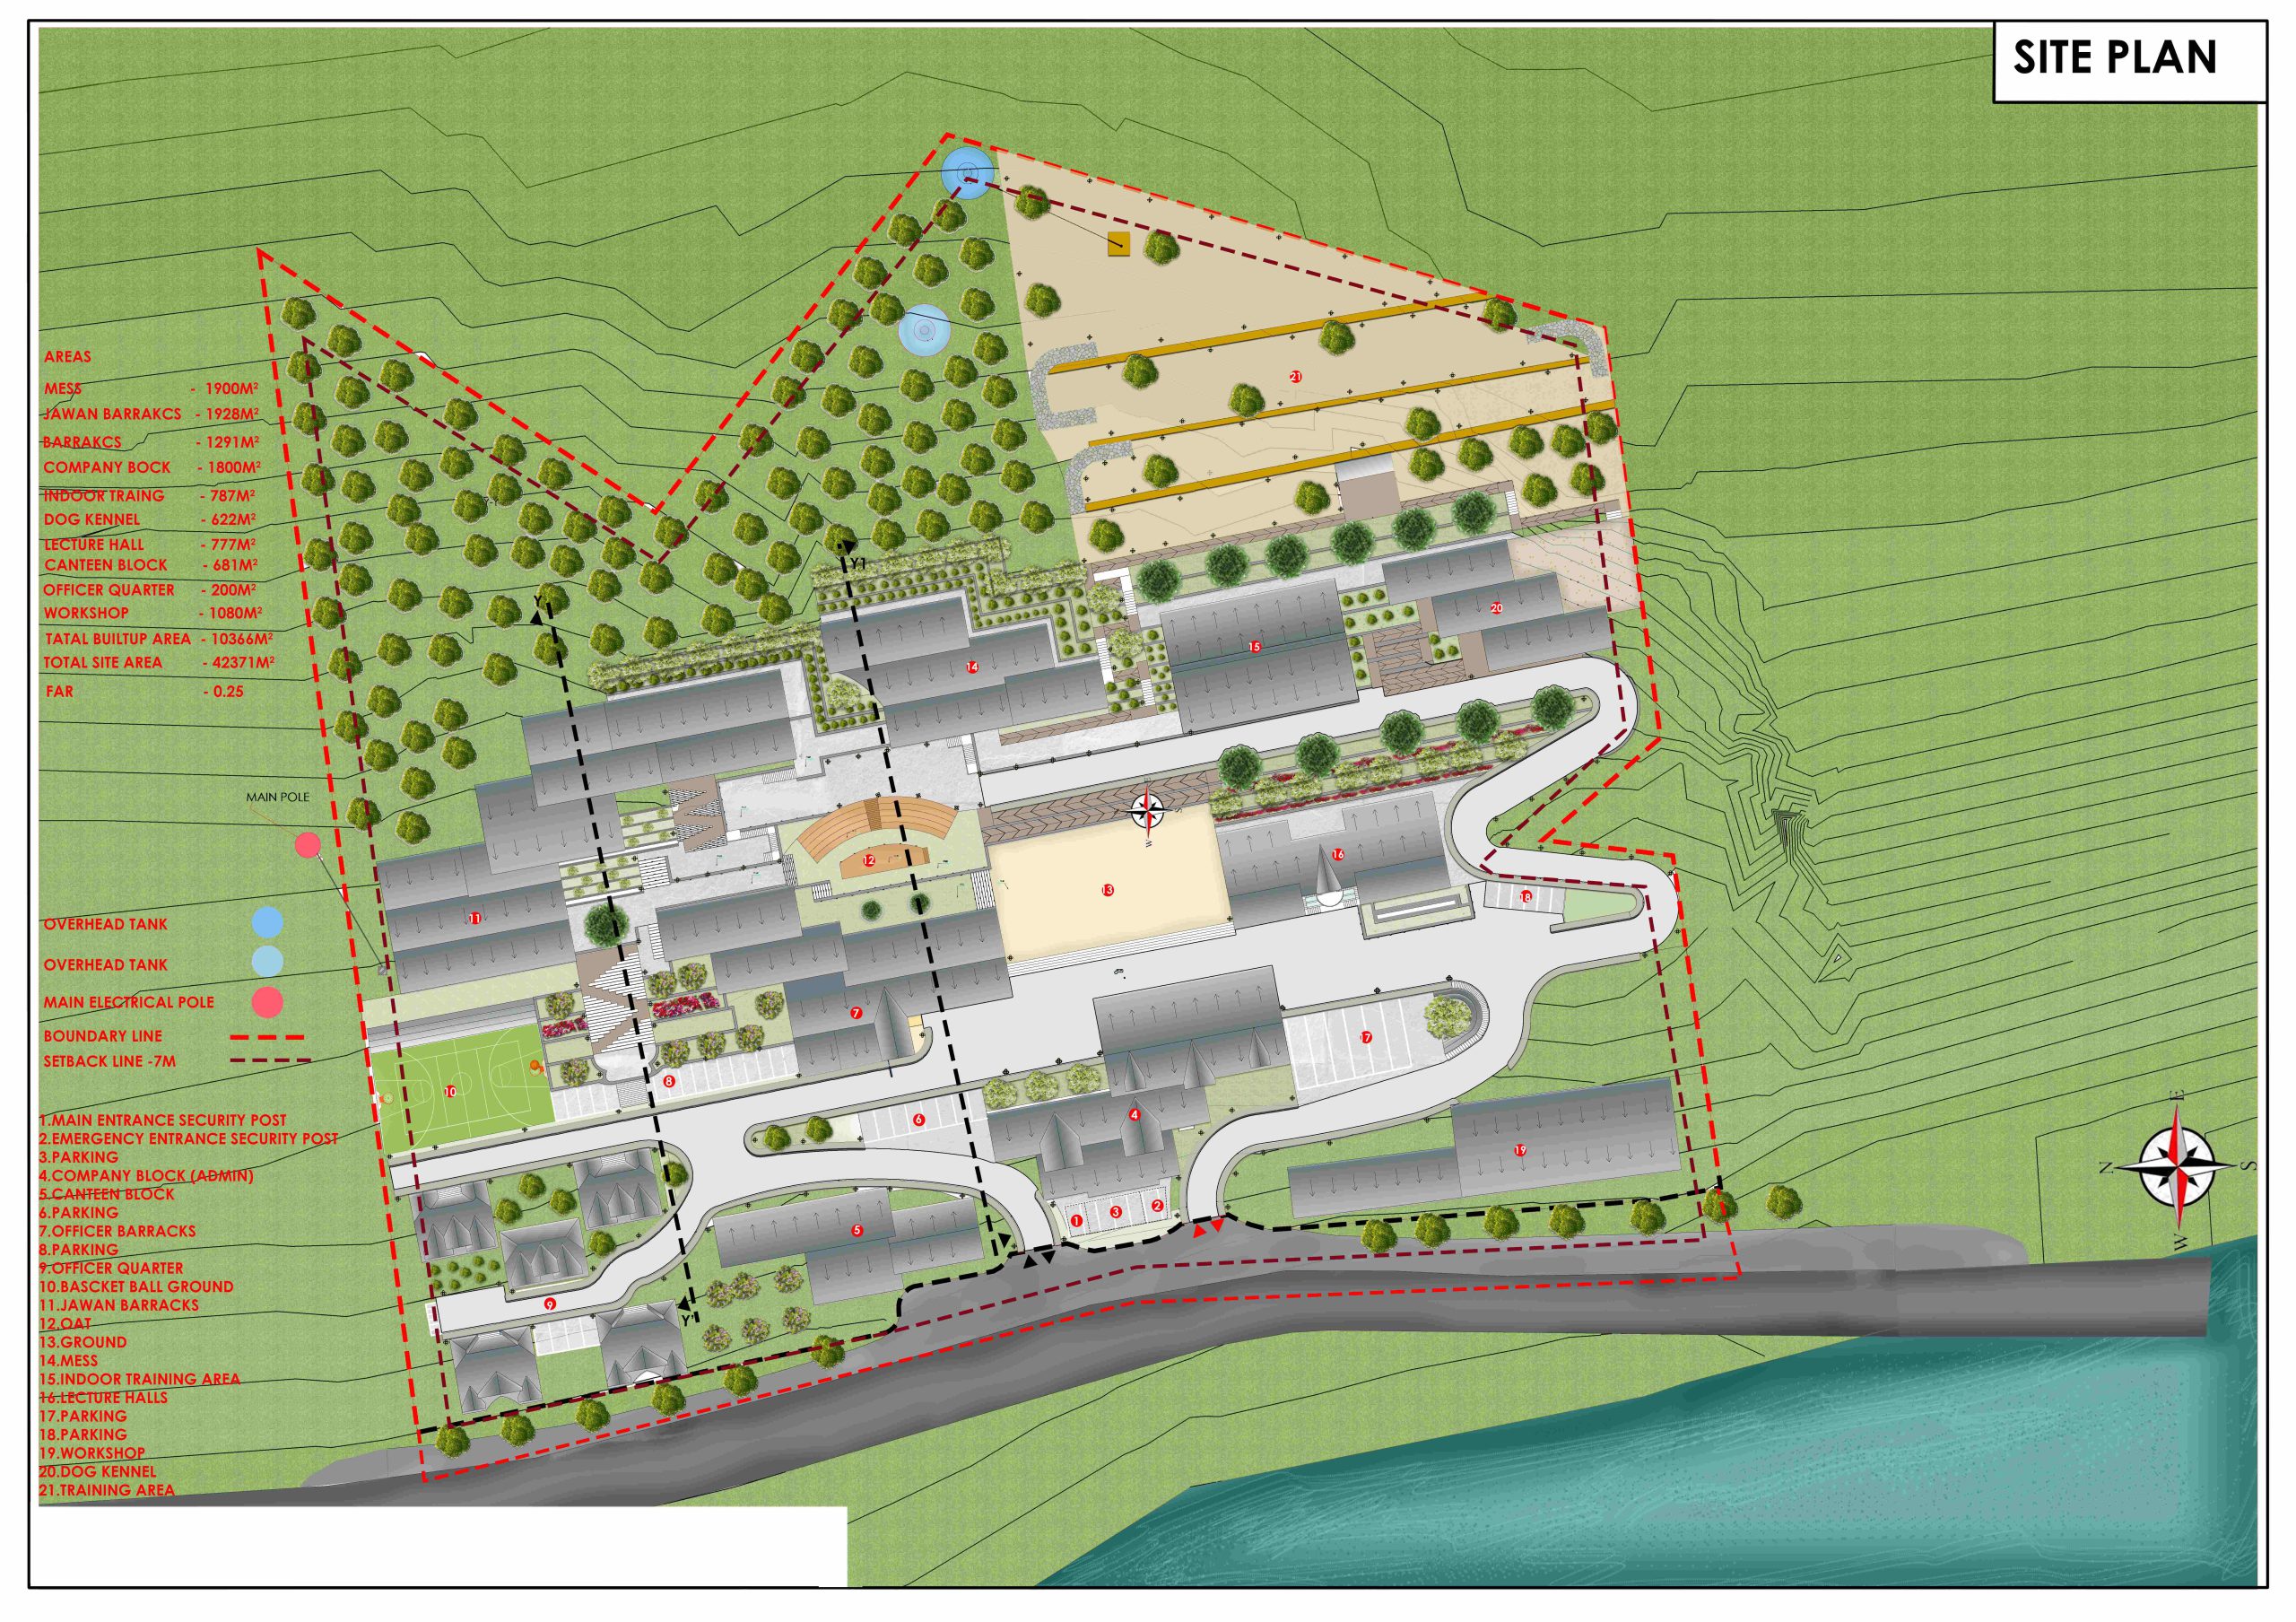 SITE PLAN
AREAS
MESS - 1900M²
JAWAN BARRAKCS - 1928M²
BARRAKCS - 1291M²
COMPANY BOCK - 1800M²
INDOOR TRAING - 787M²
DOG KENNEL - 622M²
LECTURE HALL - 777M²
CANTEEN BLOCK - 681M²
OFFICER QUARTER - 200M²
WORKSHOP - 1080M²
TATAL BUILTUP AREA - 10366M²
TOTAL SITE AREA - 42371M²
FAR - 0.25
MAIN POLE
OVERHEAD TANK
OVERHEAD TANK
MAIN ELECTRICAL POLE
BOUNDARY LINE
SETBACK LINE -7M
1.MAIN ENTRANCE SECURITY POST
2.EMERGENCY ENTRANCE SECURITY POST
3.PARKING
4.COMPANY BLOCK (ADMIN)
5.CANTEEN BLOCK
6.PARKING
7.OFFICER BARRACKS
8.PARKING
9.OFFICER QUARTER
10.BASCKET BALL GROUND
11.JAWAN BARRACKS
12.OAT
13.GROUND
14.MESS
15.INDOOR TRAINING AREA
16.LECTURE HALLS
17.PARKING
18.PARKING
19.WORKSHOP
20.DOG KENNEL
21.TRAINING AREA
21
Y1
Y
20
15
14
12
16
13
18
11
7
17
10
8
6
4
19
1
3
2
5
9
Y'
E
N
S
W